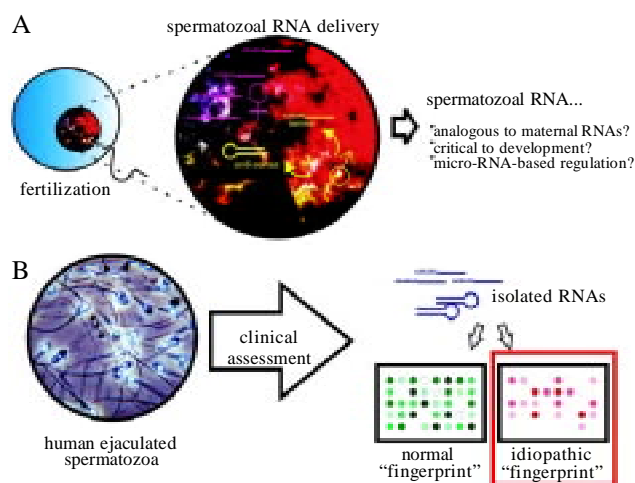 A
spermatozoal RNA delivery
fertilization
spermatozoal RNA...
analogous to maternal RNAs?
critical to development?
micro-RNA-based regulation?
B
human ejaculated
spermatozoa
clinical
assessment
isolated RNAs
normal
“fingerprint”
idiopathic
“fingerprint”